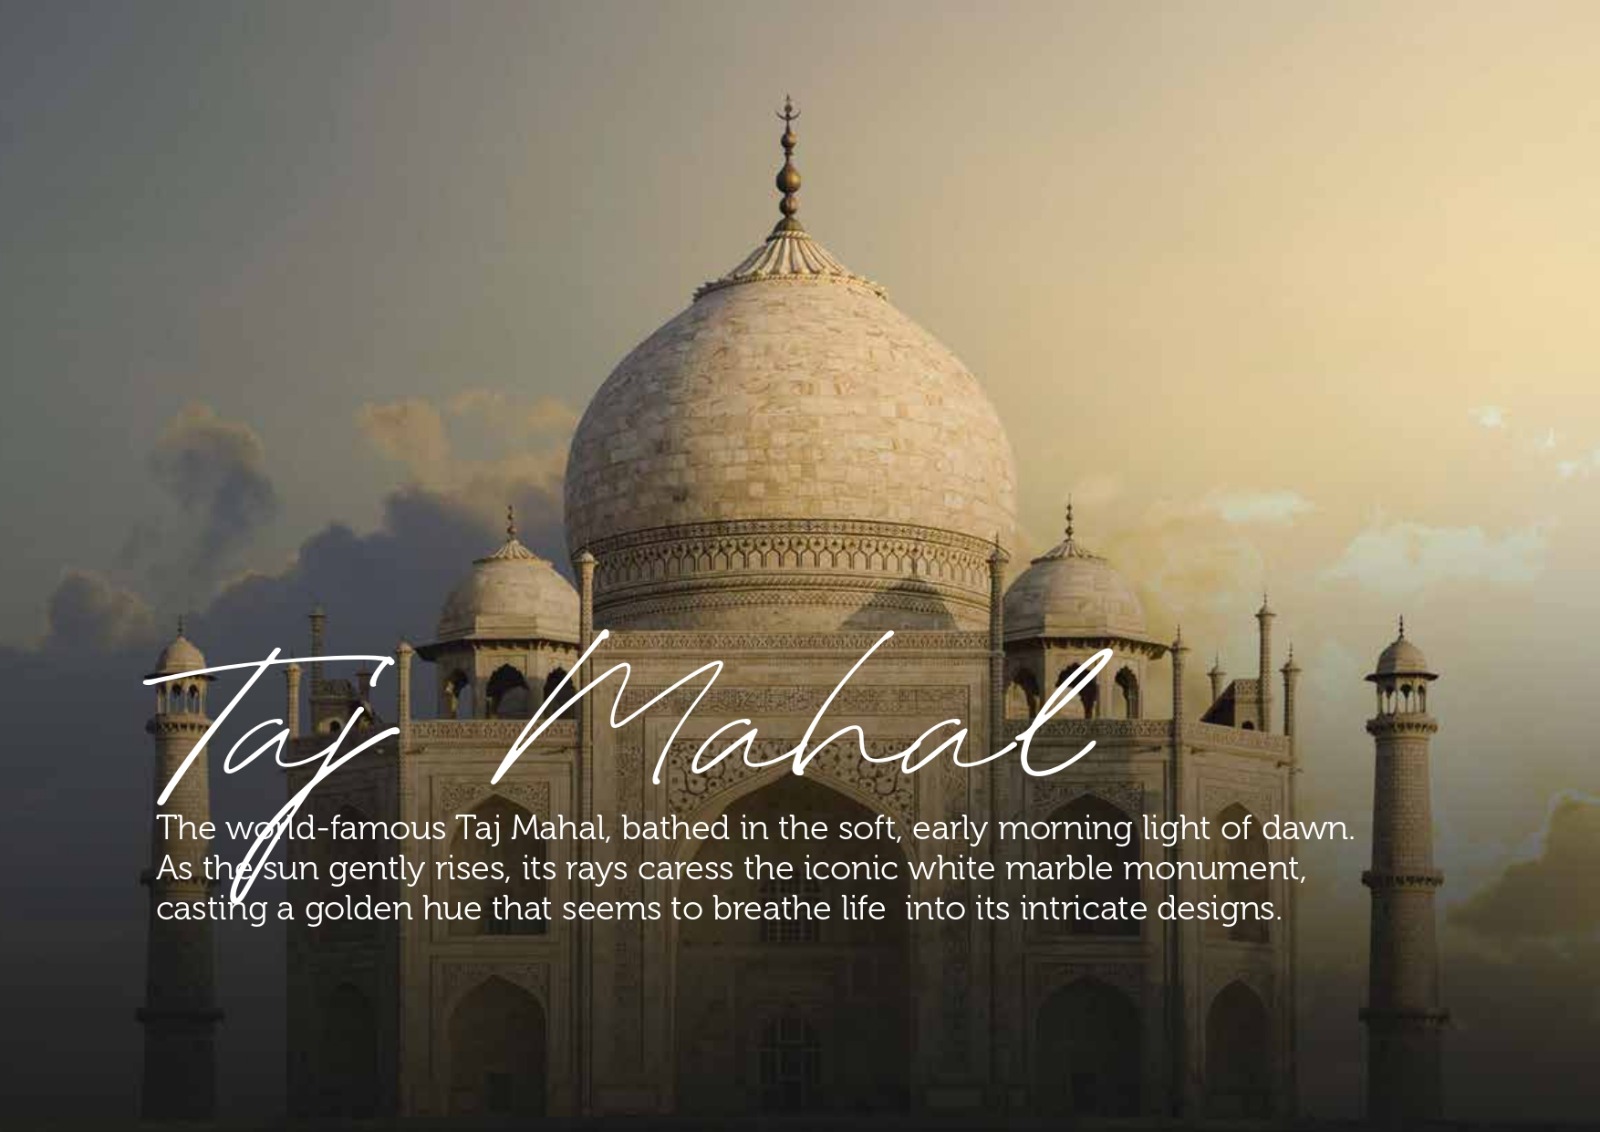 Taj Mahal
The world-famous Taj Mahal, bathed in the soft, early morning light of dawn.
As the sun gently rises, its rays caress the iconic white marble monument,
casting a golden hue that seems to breathe life  into its intricate designs.